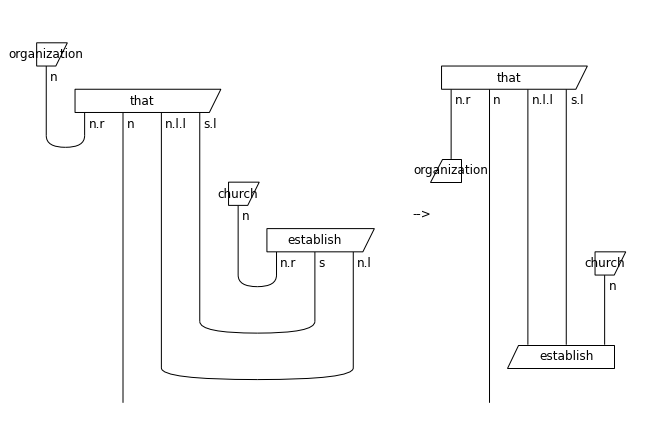 organization
n
that
n.r n n.l.l s.l
church
n
establish
n.r s n.l
-->
that
n.r n n.l.l s.l
organization
church
n
establish